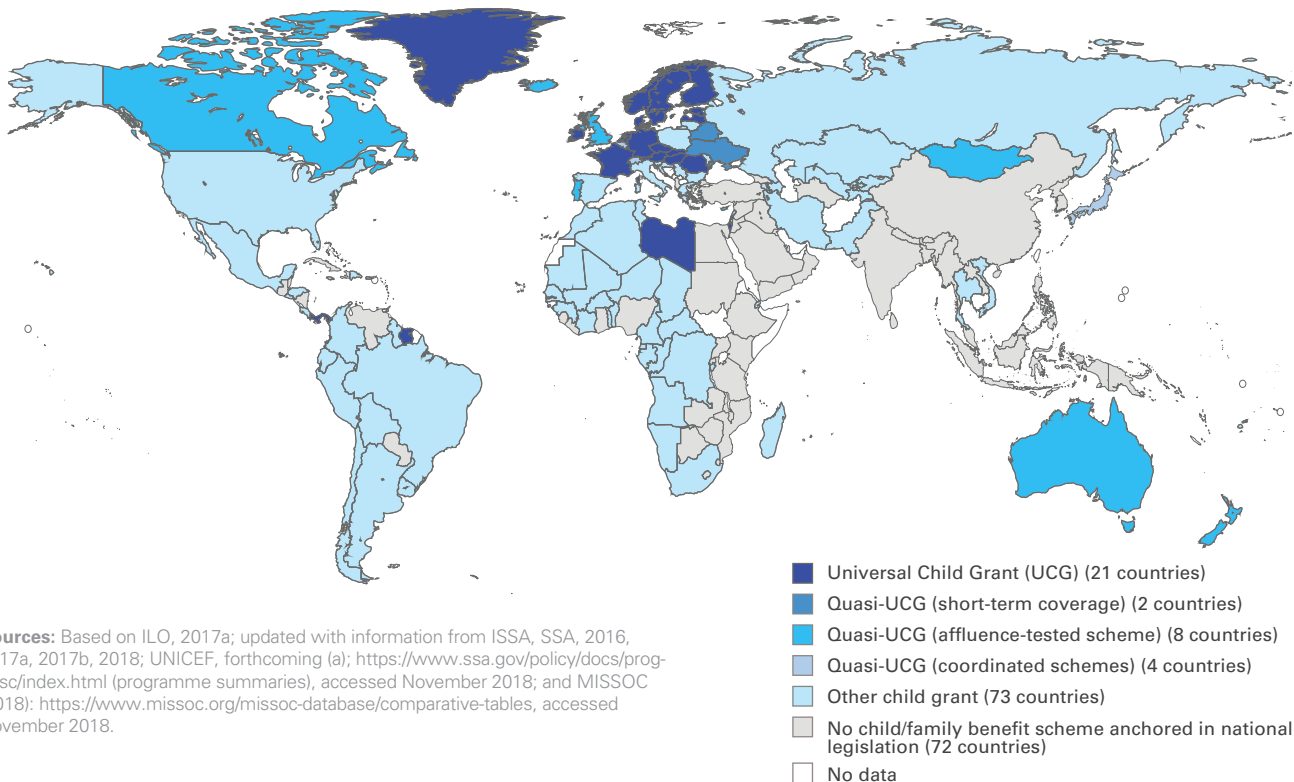 Universal Child Grant (UCG) (21 countries)
Quasi-UCG (short-term coverage) (2 countries)
Quasi-UCG (affluence-tested scheme) (8 countries)
Quasi-UCG (coordinated schemes) (4 countries)
Other child grant (73 countries)
No child/family benefit scheme anchored in national
legislation (72 countries)
No data
ources: Based on ILO, 2017a; updated with information from ISSA, SSA, 2016,
17a, 2017b, 2018; UNICEF, forthcoming (a); https://www.ssa.gov/policy/docs/prog-
sc/index.html (programme summaries), accessed November 2018; and MISSOC
018): https://www.missoc.org/missoc-database/comparative-tables, accessed
ovember 2018.